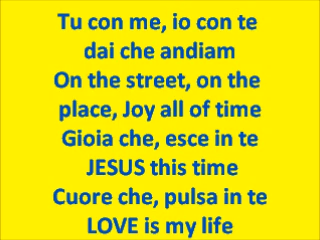 Tu con me, io con te
dai che andiam
On the street, on the
place, Joy all of time
Gioia che, esce in te
JESUS this time
Cuore che, pulsa in te
LOVE is my life